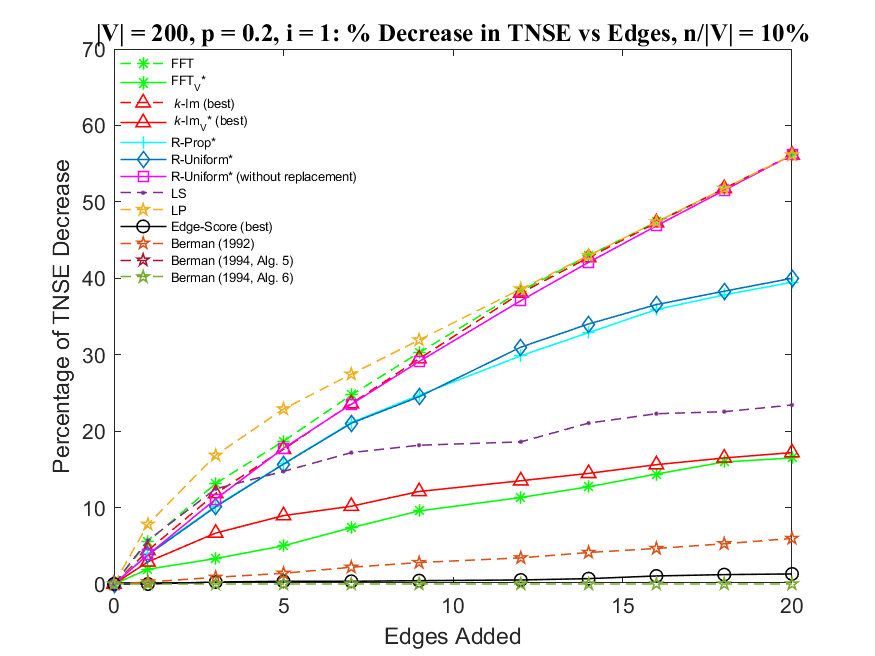 |V| = 200, p = 0.2, i = 1: % Decrease in TNSE vs Edges, n/|V| = 10%
70
60
50
40
30
20
10
0
Percentage of TNSE Decrease
FFT
FFT_V*
k-lm (best)
k-lm_V* (best)
R-Prop*
R-Uniform*
R-Uniform* (without replacement)
LS
LP
Edge-Score (best)
Berman (1992)
Berman (1994, Alg. 5)
Berman (1994, Alg. 6)
0 5 10 15 20
Edges Added